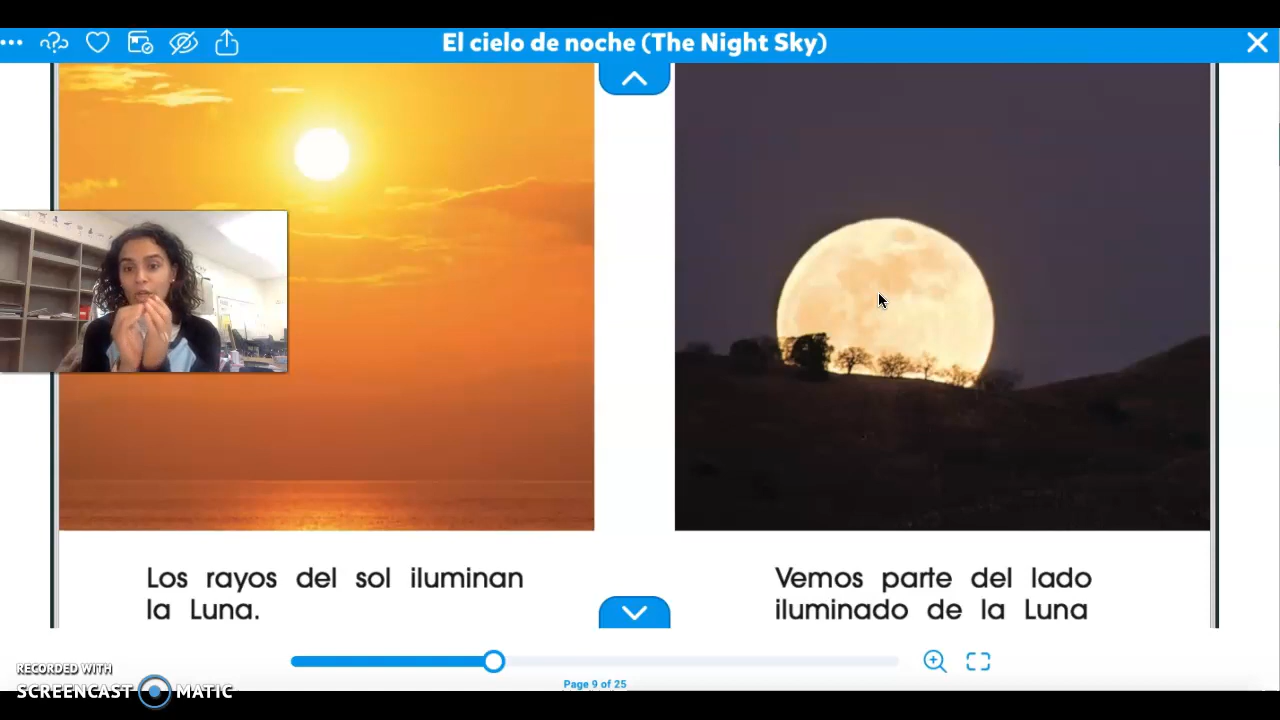 El cielo de noche (The Night Sky)
Los rayos del sol iluminan
la Luna.
Vemos parte del lado
iluminado de la Luna
Page 9 of 25
RECORDED WITH
SCREENCAST MATIC